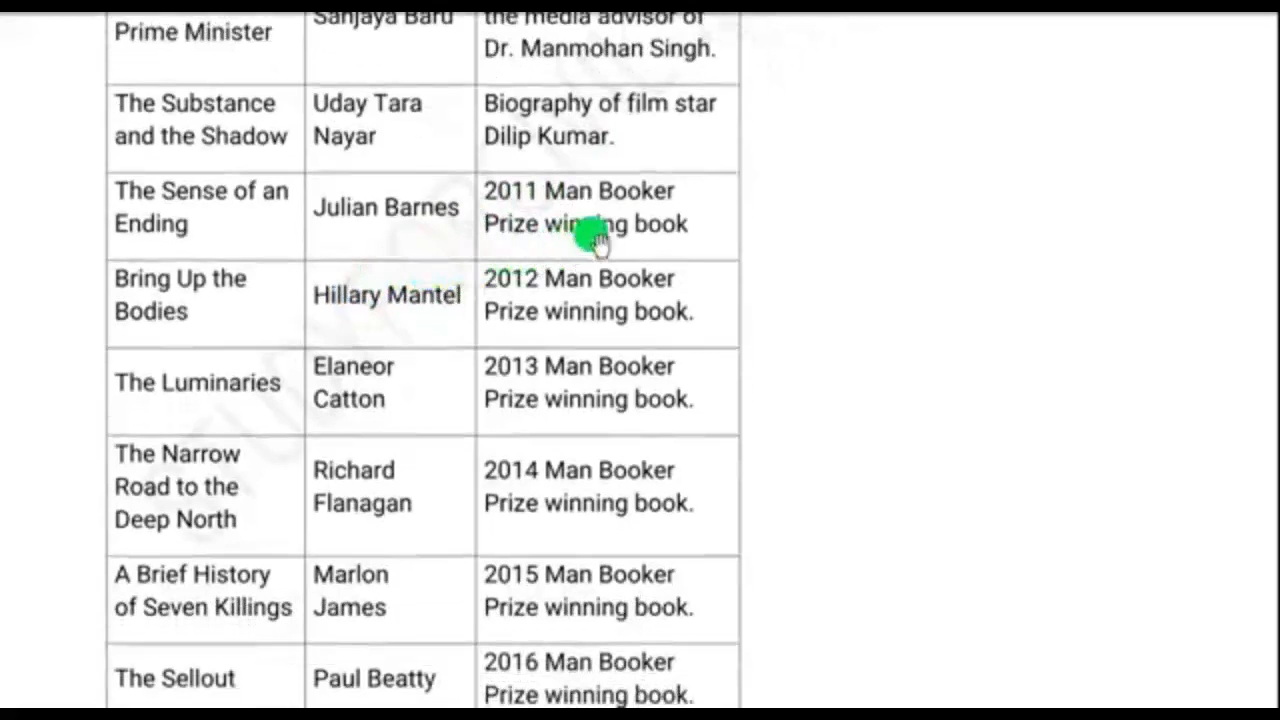 Prime Minister
Sanjaya Baru
the media advisor of
Dr. Manmohan Singh.
The Substance
and the Shadow
Uday Tara
Nayar
Biography of film star
Dilip Kumar.
The Sense of an
Ending
Julian Barnes
2011 Man Booker
Prize winning book
Bring Up the
Bodies
Hillary Mantel
2012 Man Booker
Prize winning book.
The Luminaries
Elaneor
Catton
2013 Man Booker
Prize winning book.
The Narrow
Road to the
Deep North
Richard
Flanagan
2014 Man Booker
Prize winning book.
A Brief History
of Seven Killings
Marlon
James
2015 Man Booker
Prize winning book.
The Sellout
Paul Beatty
2016 Man Booker
Prize winning book.